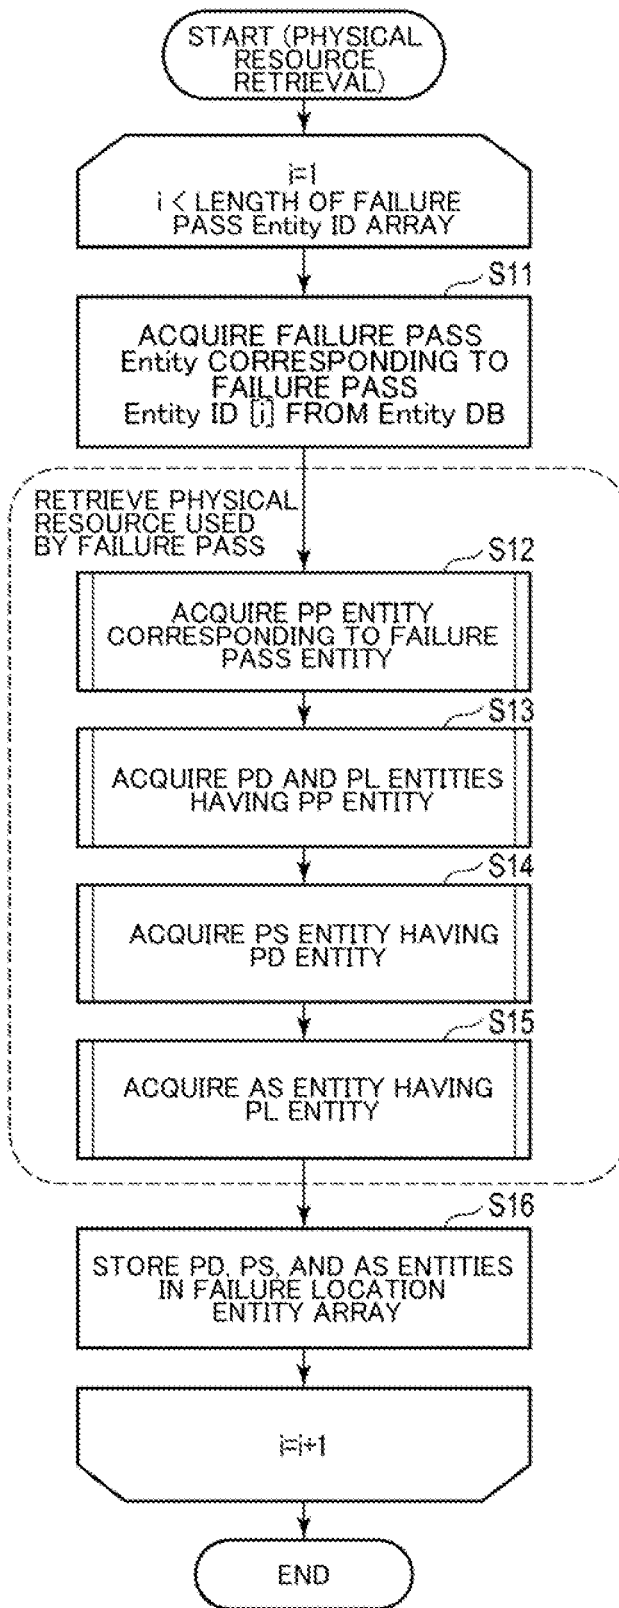 START (PHYSICAL
RESOURCE
RETRIEVAL)
i=1
i < LENGTH OF FAILURE
PASS Entity ID ARRAY
S11
ACQUIRE FAILURE PASS
Entity CORRESPONDING TO
FAILURE PASS
Entity ID [i] FROM Entity DB
RETRIEVE PHYSICAL
RESOURCE USED
BY FAILURE PASS
S12
ACQUIRE PP ENTITY
CORRESPONDING TO FAILURE
PASS ENTITY
S13
ACQUIRE PD AND PL ENTITIES
HAVING PP ENTITY
S14
ACQUIRE PS ENTITY HAVING
PD ENTITY
S15
ACQUIRE AS ENTITY HAVING
PL ENTITY
S16
STORE PD, PS, AND AS ENTITIES
IN FAILURE LOCATION
ENTITY ARRAY
i=i+1
END